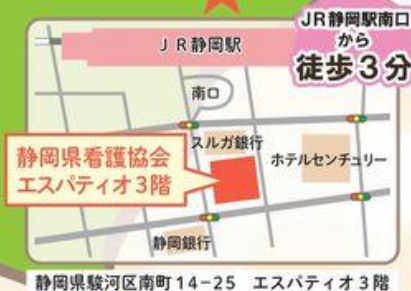 JR静岡駅南口
から
徒歩3分
JR静岡駅
南口
スルガ銀行
静岡県看護協会
エスパティオ3階
ホテルセンチュリー
静岡銀行
静岡県駿河区南町14-25 エスパティオ3階